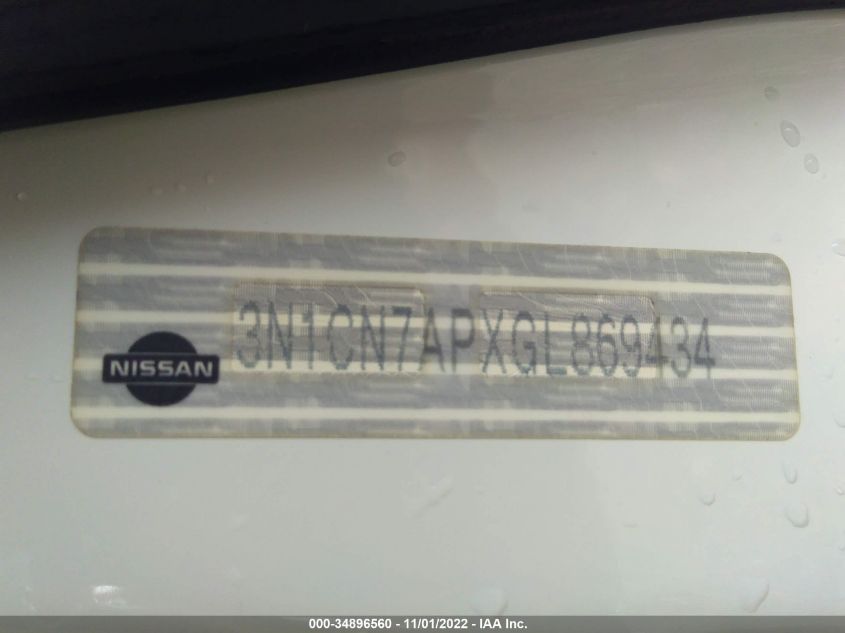 3N1CN7APXGL869434
NISSAN
000-34896560 - 11/01/2022 - IAA Inc.